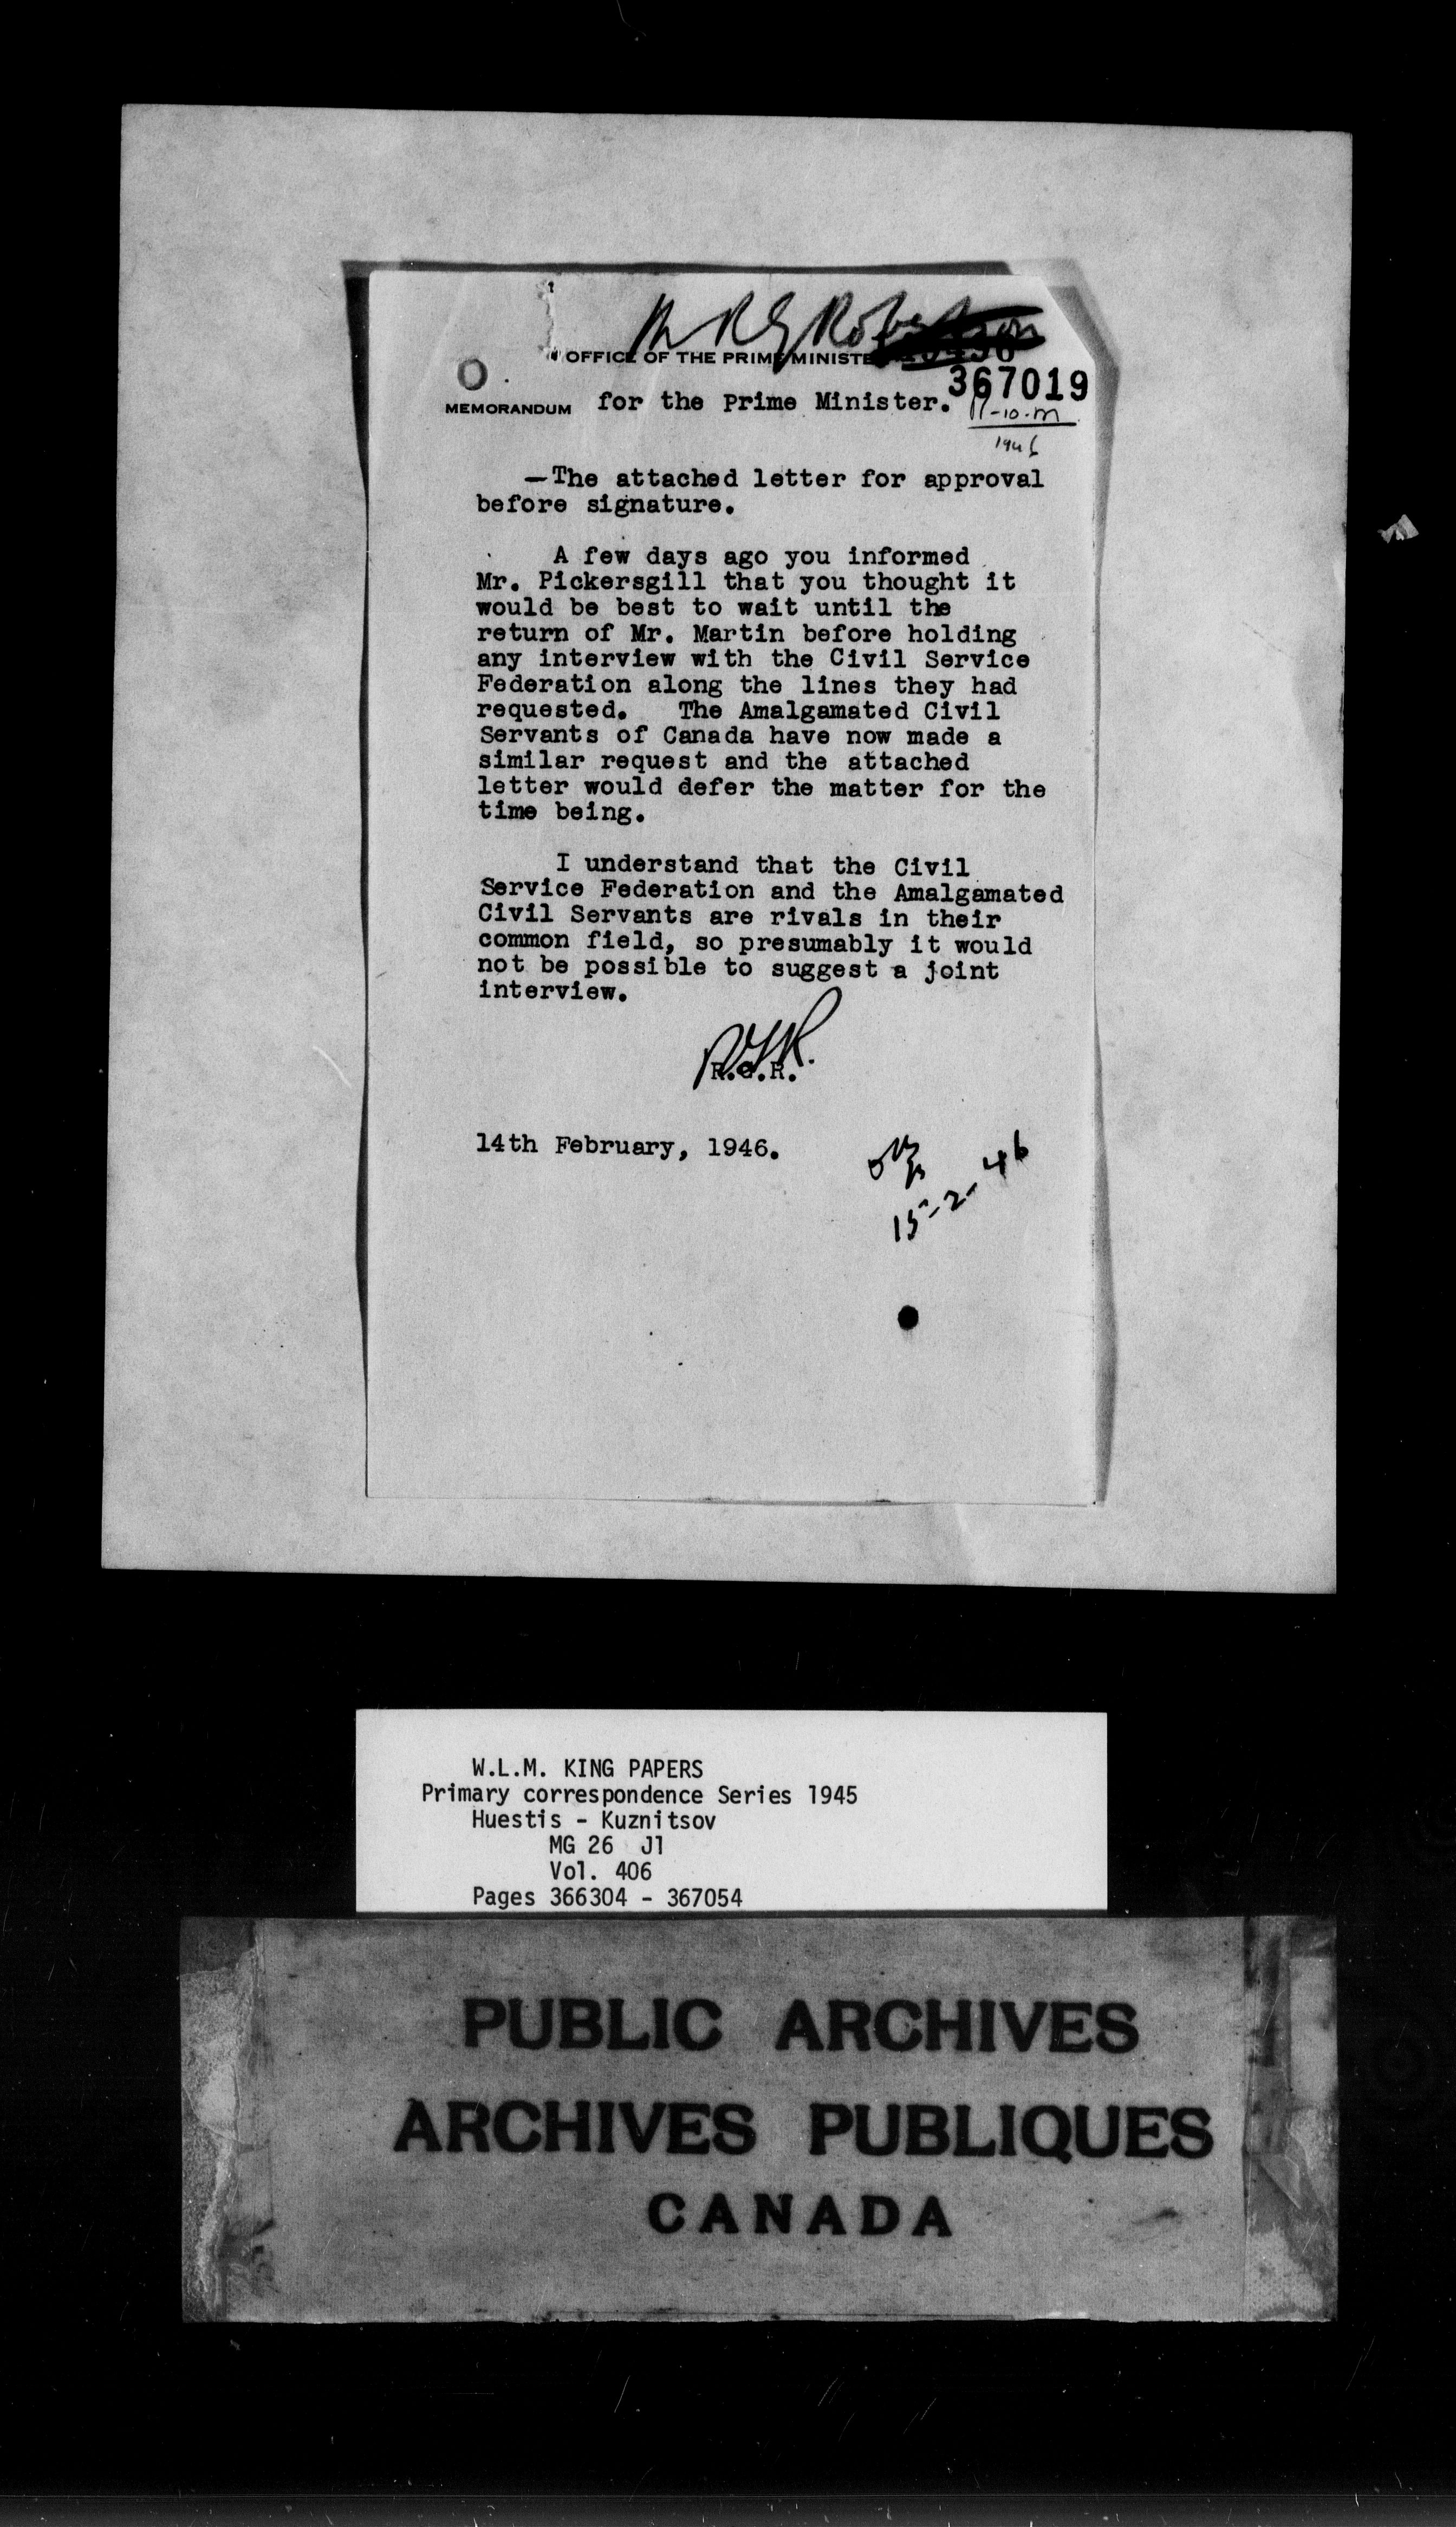 Mr RG Robertson
OFFICE OF THE PRIME MINISTER
367019
MEMORANDUM for the Prime Minister.
1946
—The attached letter for approval
before signature.
A few days ago you informed
Mr. Pickersgill that you thought it
would be best to wait until the
return of Mr. Martin before holding
any interview with the Civil Service
Federation along the lines they had
requested. The Amalgamated Civil
Servants of Canada have now made a
similar request and the attached
letter would defer the matter for the
time being.
I understand that the Civil
Service Federation and the Amalgamated
Civil Servants are rivals in their
common field, so presumably it would
not be possible to suggest a joint
interview.
RGR.
R.G.R.
14th February, 1946.
15-2-46
W.L.M. KING PAPERS
Primary correspondence Series 1945
Huestis - Kuznitsov
MG 26 J1
Vol. 406
Pages 366304 - 367054
PUBLIC ARCHIVES
ARCHIVES PUBLIQUES
CANADA